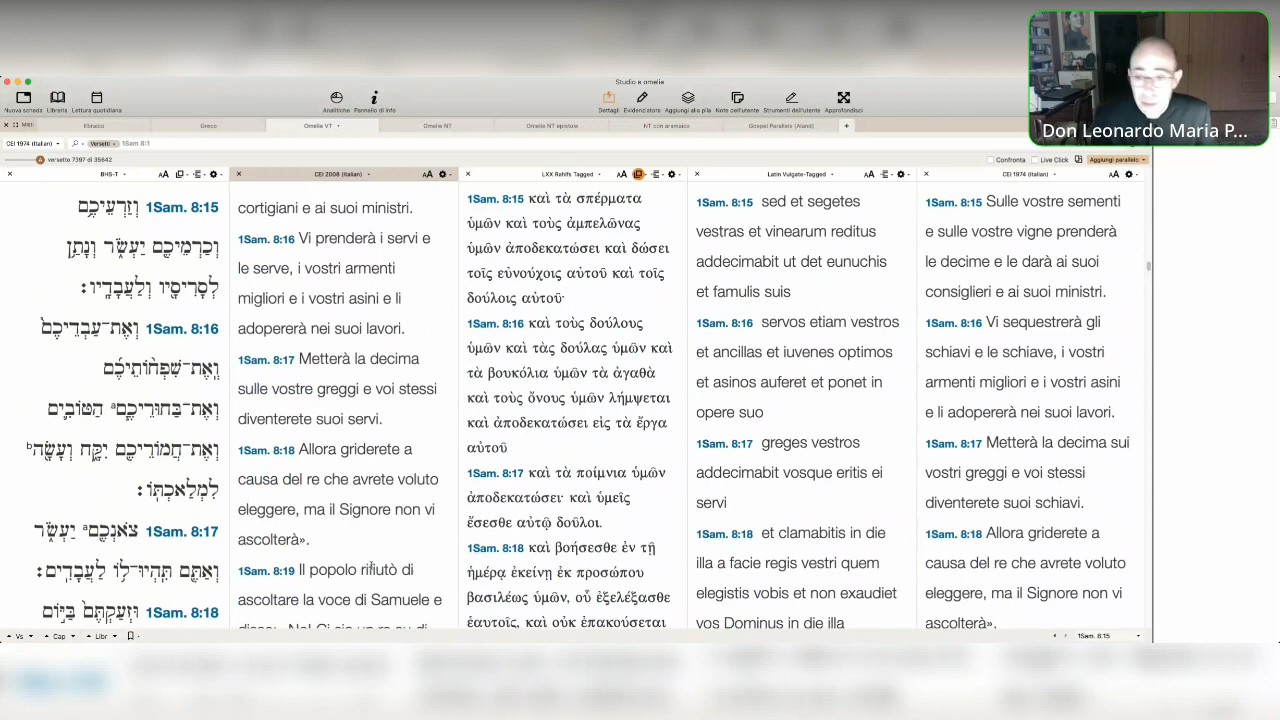 Don Leonardo Maria P...
Studio e omelie
Nuova scheda Libreria Lettura quotidiana Analitiche Pannello di info Dettagli Evidenziatore Aggiungi alla pila Note dell'utente Strumenti dell'utente Approfondisci
Ebraico Greco Omelie VT Omelie NT Omelie NT epistole NT con aramaico Gospel Parallels (Aland)
CEI 1974 (Italian) Versetti 1Sam 8:1
versetto 7397 di 35642 Confronta Live Click Aggiungi parallelo
BHS-T
1Sam. 8:15 וְזַרְעֵיכֶ֥ם
וְכַרְמֵיכֶ֖ם יַעְשֹׂ֑ר וְנָתַ֥ן
לְסָרִיסָ֖יו וְלַעֲבָדָֽיו׃
1Sam. 8:16 וְאֶת־עַבְדֵיכֶם֩
וְֽאֶת־שִׁפְח֨וֹתֵיכֶ֜ם
וְאֶת־בַּחוּרֵיכֶ֧םᵃ הַטּוֹבִ֛ים
וְאֶת־חֲמוֹרֵיכֶ֖ם יִקָּ֑ח וְעָשָׂ֖הᵇ
לִמְלַאכְתּֽוֹ׃
1Sam. 8:17 צֹאנְכֶ֖םᵃ יַעְשֹׂ֑ר
וְאַתֶּ֖ם תִּֽהְיוּ־ל֥וֹ לַעֲבָדִֽים׃
1Sam. 8:18 וּזְעַקְתֶּם֙ בַּיּ֣וֹם
CEI 2008 (Italian)
cortigiani e ai suoi ministri.
1Sam. 8:16 Vi prenderà i servi e
le serve, i vostri armenti
migliori e i vostri asini e li
adopererà nei suoi lavori.
1Sam. 8:17 Metterà la decima
sulle vostre greggi e voi stessi
diventerete suoi servi.
1Sam. 8:18 Allora griderete a
causa del re che avrete voluto
eleggere, ma il Signore non vi
ascolterà».
1Sam. 8:19 Il popolo rifiutò di
ascoltare la voce di Samuele e
LXX Rahlfs Tagged
1Sam. 8:15 καὶ τὰ σπέρματα
ὑμῶν καὶ τοὺς ἀμπελῶνας
ὑμῶν ἀποδεκατώσει καὶ δώσει
τοῖς εὐνούχοις αὐτοῦ καὶ τοῖς
δούλοις αὐτοῦ·
1Sam. 8:16 καὶ τοὺς δούλους
ὑμῶν καὶ τὰς δούλας ὑμῶν καὶ
τὰ βουκόλια ὑμῶν τὰ ἀγαθὰ
καὶ τοὺς ὄνους ὑμῶν λήμψεται
καὶ ἀποδεκατώσει εἰς τὰ ἔργα
αὐτοῦ
1Sam. 8:17 καὶ τὰ ποίμνια ὑμῶν
ἀποδεκατώσει· καὶ ὑμεῖς
ἔσεσθε αὐτῷ δοῦλοι.
1Sam. 8:18 καὶ βοήσεσθε ἐν τῇ
ἡμέρᾳ ἐκείνῃ ἐκ προσώπου
βασιλέως ὑμῶν, οὗ ἐξελέξασθε
ἑαυτοῖς, καὶ οὐκ ἐπακούσεται
Latin Vulgate-Tagged
1Sam. 8:15 sed et segetes
vestras et vinearum reditus
addecimabit ut det eunuchis
et famulis suis
1Sam. 8:16 servos etiam vestros
et ancillas et iuvenes optimos
et asinos auferet et ponet in
opere suo
1Sam. 8:17 greges vestros
addecimabit vosque eritis ei
servi
1Sam. 8:18 et clamabitis in die
illa a facie regis vestri quem
elegistis vobis et non exaudiet
vos Dominus in die illa
CEI 1974 (Italian)
1Sam. 8:15 Sulle vostre sementi
e sulle vostre vigne prenderà
le decime e le darà ai suoi
consiglieri e ai suoi ministri.
1Sam. 8:16 Vi sequestrerà gli
schiavi e le schiave, i vostri
armenti migliori e i vostri asini
e li adopererà nei suoi lavori.
1Sam. 8:17 Metterà la decima sui
vostri greggi e voi stessi
diventerete suoi schiavi.
1Sam. 8:18 Allora griderete a
causa del re che avrete voluto
eleggere, ma il Signore non vi
ascolterà».
Vs Cap Libr 1Sam. 8:15